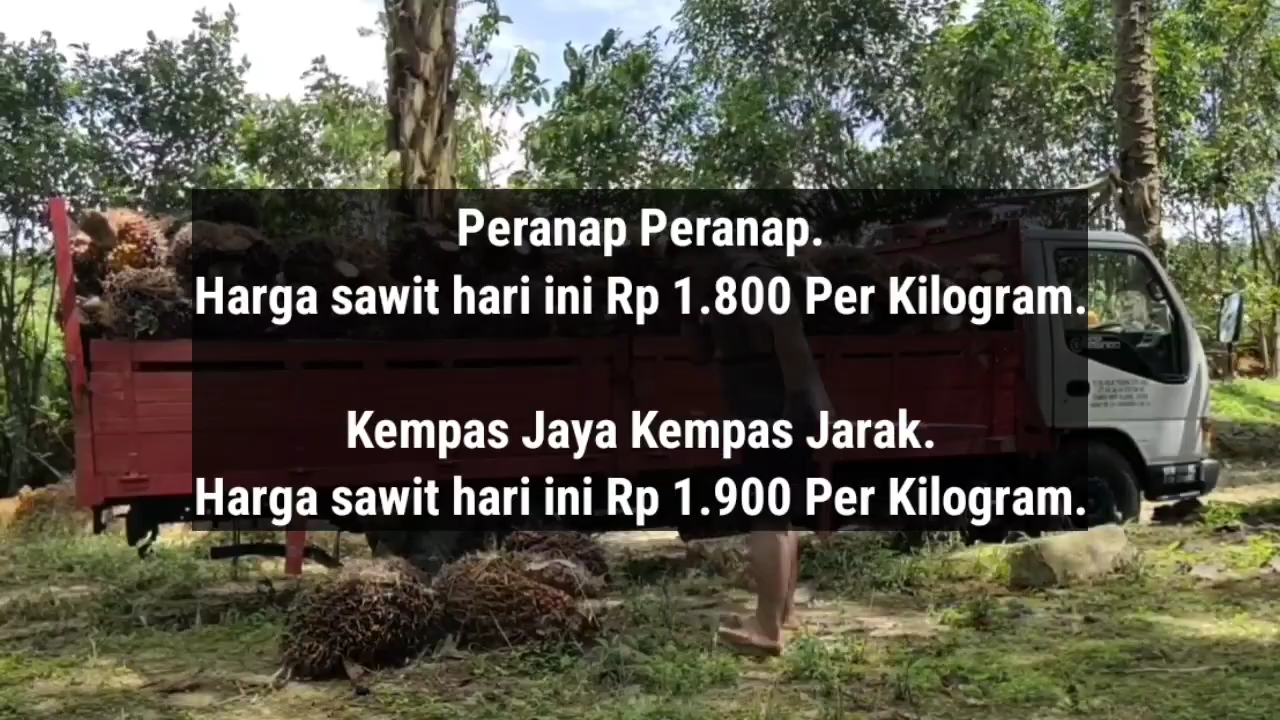 Peranap Peranap.
Harga sawit hari ini Rp 1.800 Per Kilogram.
Kempas Jaya Kempas Jarak.
Harga sawit hari ini Rp 1.900 Per Kilogram.